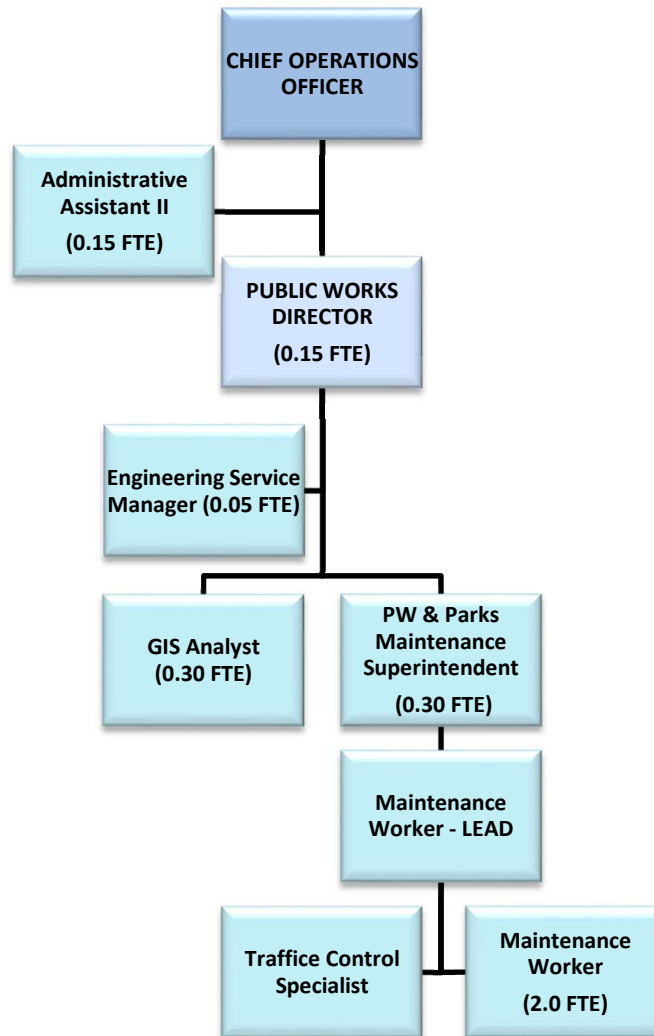 CHIEF OPERATIONS
OFFICER
Administrative
Assistant II
(0.15 FTE)
PUBLIC WORKS
DIRECTOR
(0.15 FTE)
Engineering Service
Manager (0.05 FTE)
GIS Analyst
(0.30 FTE)
PW & Parks
Maintenance
Superintendent
(0.30 FTE)
Maintenance
Worker - LEAD
Traffice Control
Specialist
Maintenance
Worker
(2.0 FTE)